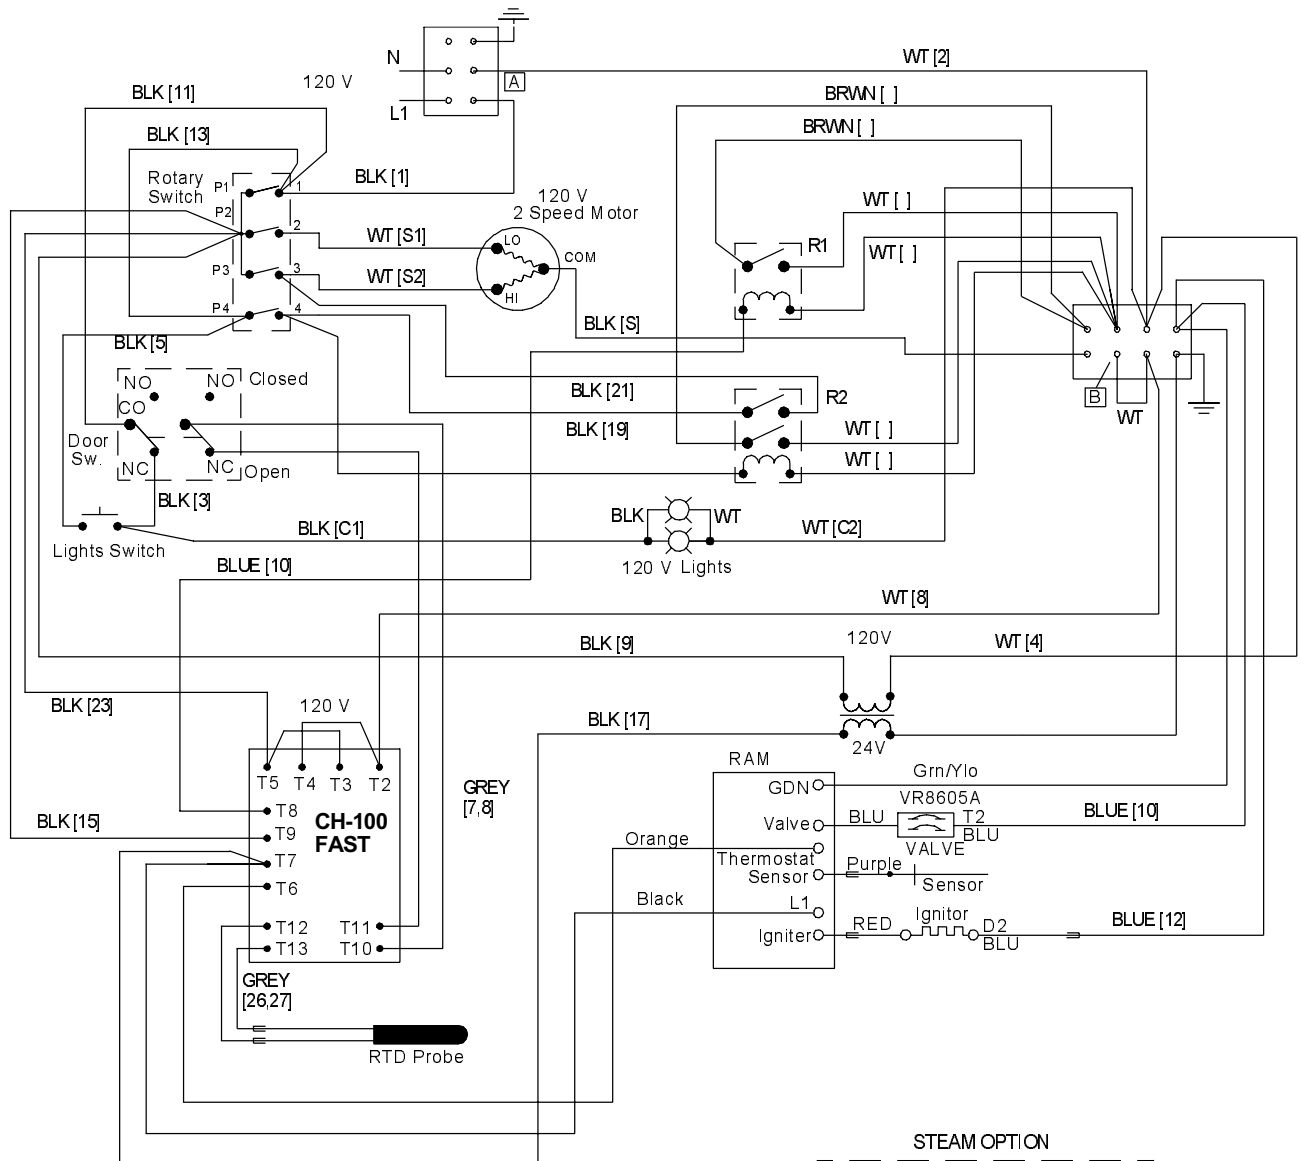 N
120 V
A
L1
WT [2]
BLK [11]
BRWN [ ]
BLK [13]
BRWN [ ]
Rotary
Switch
P1
1
BLK [1]
120 V
2 Speed Motor
P2
2
WT [S1]
LO
COM
WT [ ]
R1
WT [ ]
P3
3
WT [S2]
HI
P4
4
BLK [S]
BLK [5]
NO
NO
Closed
CO
BLK [21]
R2
B
WT
Door
Sw.
NC
NC
Open
BLK [19]
WT [ ]
WT [ ]
BLK [3]
BLK [C1]
BLK
WT
WT [C2]
Lights Switch
BLUE [10]
120 V Lights
WT [8]
BLK [9]
120V
WT [4]
BLK [23]
120 V
BLK [17]
24V
T5
T4
T3
T2
GREY
[7,8]
RAM
GDN
Grn/Ylo
T8
CH-100
FAST
BLK [15]
T9
T7
T6
T12
T11
T13
T10
VR8605A
Valve
BLU
T2
BLU
BLUE [10]
VALVE
Orange
Thermostat
Sensor
Purple
Sensor
Black
L1
Ignitor
Igniter
RED
D2
BLU
BLUE [12]
GREY
[26,27]
RTD Probe
STEAM OPTION